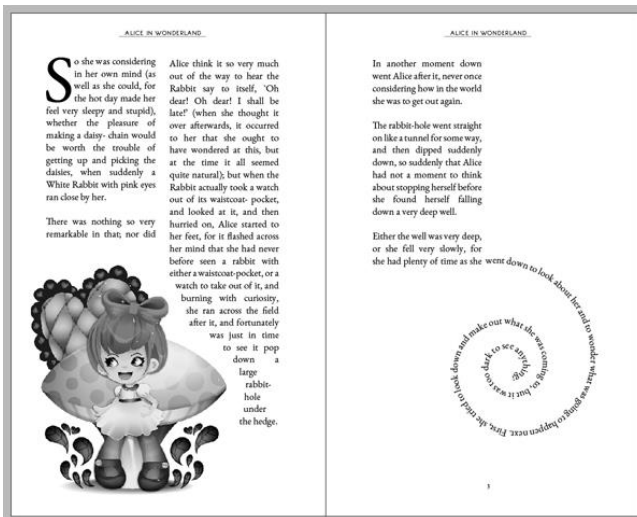 ALICE IN WONDERLAND
So she was considering
in her own mind (as
well as she could, for
the hot day made her
feel very sleepy and stupid),
whether the pleasure of
making a daisy- chain would
be worth the trouble of
getting up and picking the
daisies, when suddenly a
White Rabbit with pink eyes
ran close by her.
There was nothing so very
remarkable in that; nor did
Alice think it so very much
out of the way to hear the
Rabbit say to itself, 'Oh
dear! Oh dear! I shall be
late!' (when she thought it
over afterwards, it occurred
to her that she ought to
have wondered at this, but
at the time it all seemed
quite natural); but when the
Rabbit actually took a watch
out of its waistcoat- pocket,
and looked at it, and then
hurried on, Alice started to
her feet, for it flashed across
her mind that she had never
before seen a rabbit with
either a waistcoat-pocket, or a
watch to take out of it, and
burning with curiosity,
she ran across the field
after it, and fortunately
was just in time
to see it pop
down a
large
rabbit-
hole
under
the hedge.
ALICE IN WONDERLAND
In another moment down
went Alice after it, never once
considering how in the world
she was to get out again.
The rabbit-hole went straight
on like a tunnel for some way,
and then dipped suddenly
down, so suddenly that Alice
had not a moment to think
about stopping herself before
she found herself falling
down a very deep well.
Either the well was very deep,
or she fell very slowly, for
she had plenty of time as she went down to look about her and to wonder what was going to happen next. First, she tried to look down and make out what she was coming to, but it was too dark to see anything;
3